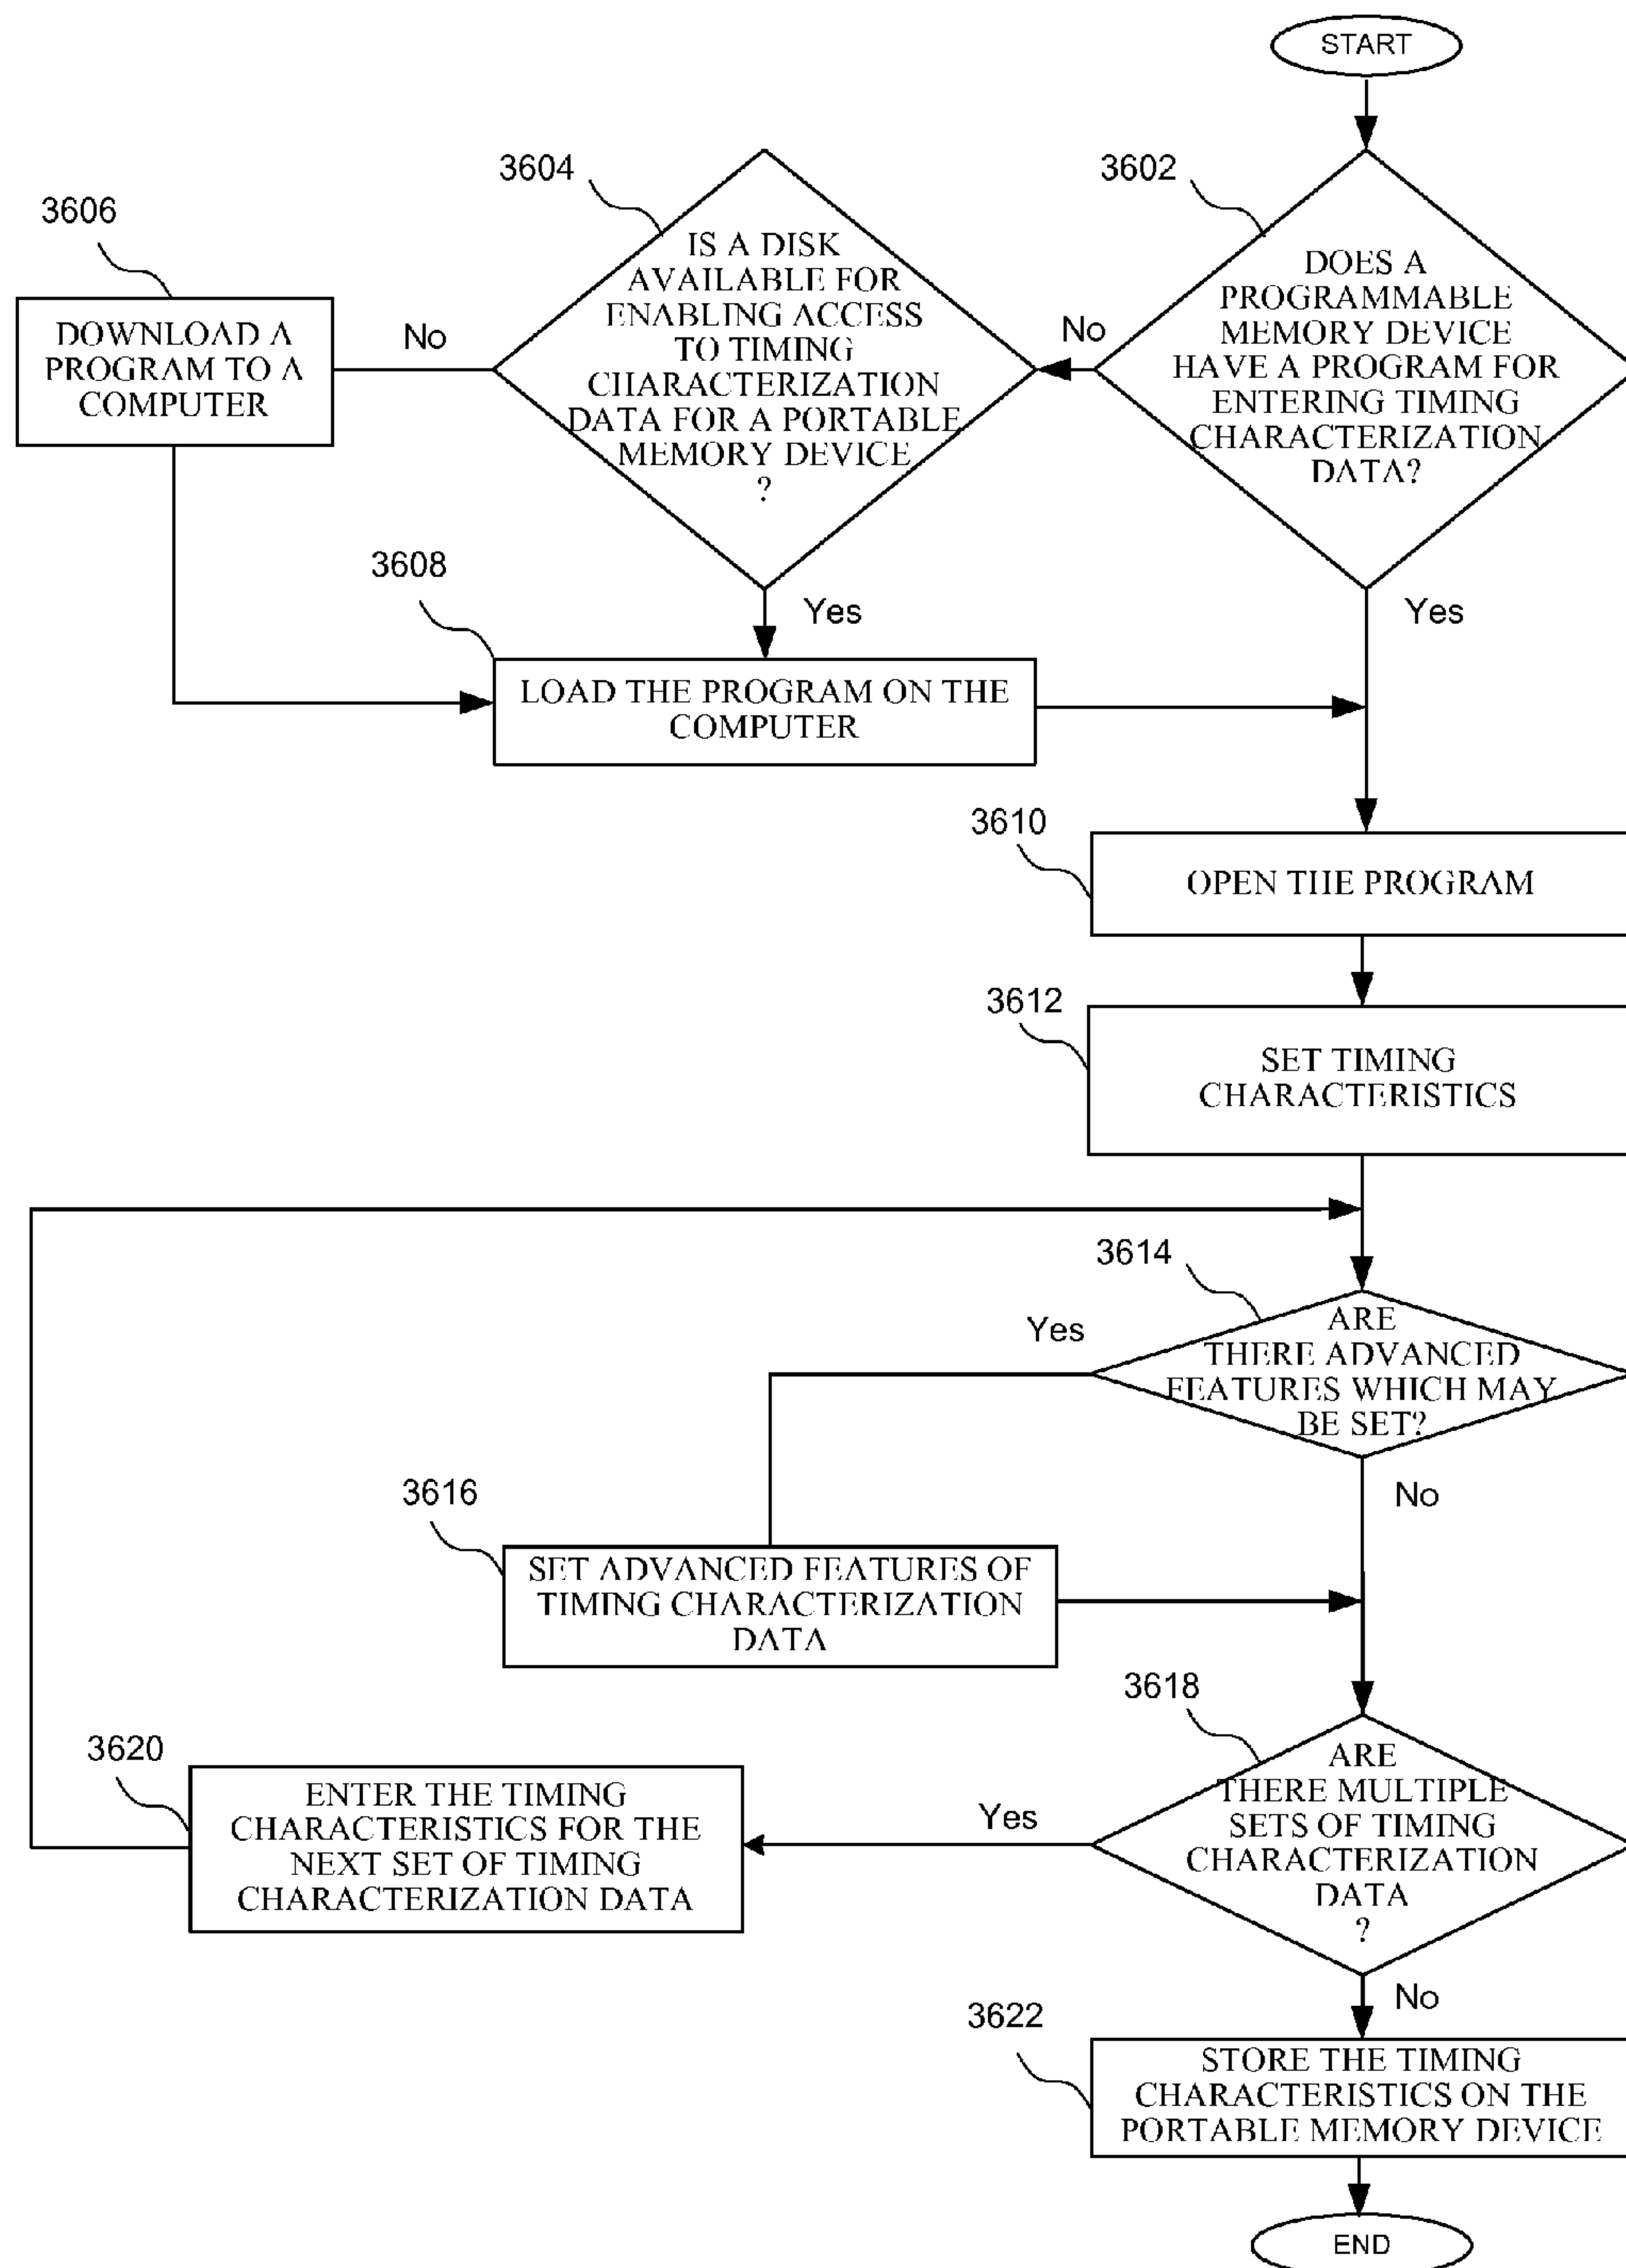 START
3602
DOES A
PROGRAMMABLE
MEMORY DEVICE
HAVE A PROGRAM FOR
ENTERING TIMING
CHARACTERIZATION
DATA?
No
Yes
3604
IS A DISK
AVAILABLE FOR
ENABLING ACCESS
TO TIMING
CHARACTERIZATION
DATA FOR A PORTABLE
MEMORY DEVICE
?
No
Yes
3606
DOWNLOAD A
PROGRAM TO A
COMPUTER
3608
LOAD THE PROGRAM ON THE
COMPUTER
3610
OPEN THE PROGRAM
3612
SET TIMING
CHARACTERISTICS
3614
ARE
THERE ADVANCED
FEATURES WHICH MAY
BE SET?
Yes
No
3616
SET ADVANCED FEATURES OF
TIMING CHARACTERIZATION
DATA
3618
ARE
THERE MULTIPLE
SETS OF TIMING
CHARACTERIZATION
DATA
?
Yes
No
3620
ENTER THE TIMING
CHARACTERISTICS FOR THE
NEXT SET OF TIMING
CHARACTERIZATION DATA
3622
STORE THE TIMING
CHARACTERISTICS ON THE
PORTABLE MEMORY DEVICE
END